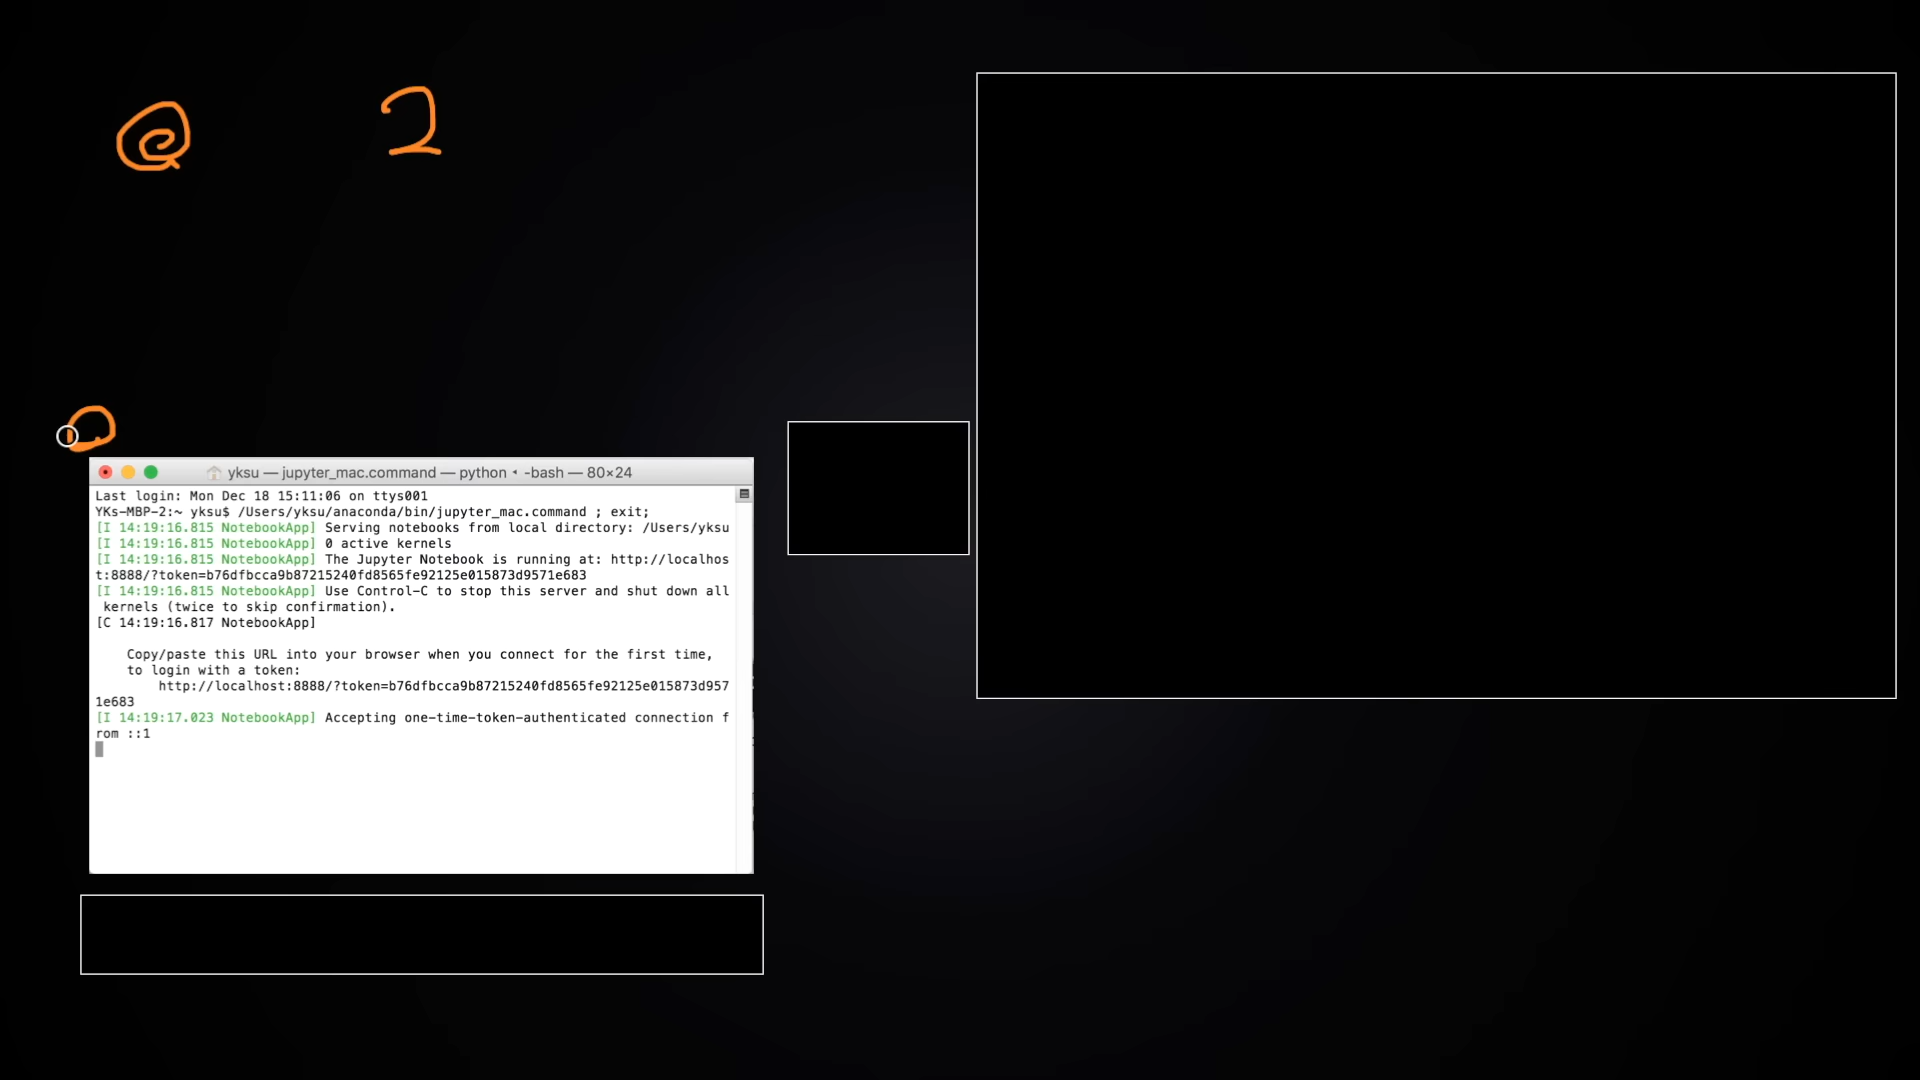 2
yksu — jupyter_mac.command — python ◂ -bash — 80×24
Last login: Mon Dec 18 15:11:06 on ttys001
YKs-MBP-2:~ yksu$ /Users/yksu/anaconda/bin/jupyter_mac.command ; exit;
[I 14:19:16.815 NotebookApp] Serving notebooks from local directory: /Users/yksu
[I 14:19:16.815 NotebookApp] 0 active kernels
[I 14:19:16.815 NotebookApp] The Jupyter Notebook is running at: http://localhos
t:8888/?token=b76dfbcca9b87215240fd8565fe92125e015873d9571e683
[I 14:19:16.815 NotebookApp] Use Control-C to stop this server and shut down all
kernels (twice to skip confirmation).
[C 14:19:16.817 NotebookApp]
Copy/paste this URL into your browser when you connect for the first time,
to login with a token:
http://localhost:8888/?token=b76dfbcca9b87215240fd8565fe92125e015873d957
1e683
[I 14:19:17.023 NotebookApp] Accepting one-time-token-authenticated connection f
rom ::1